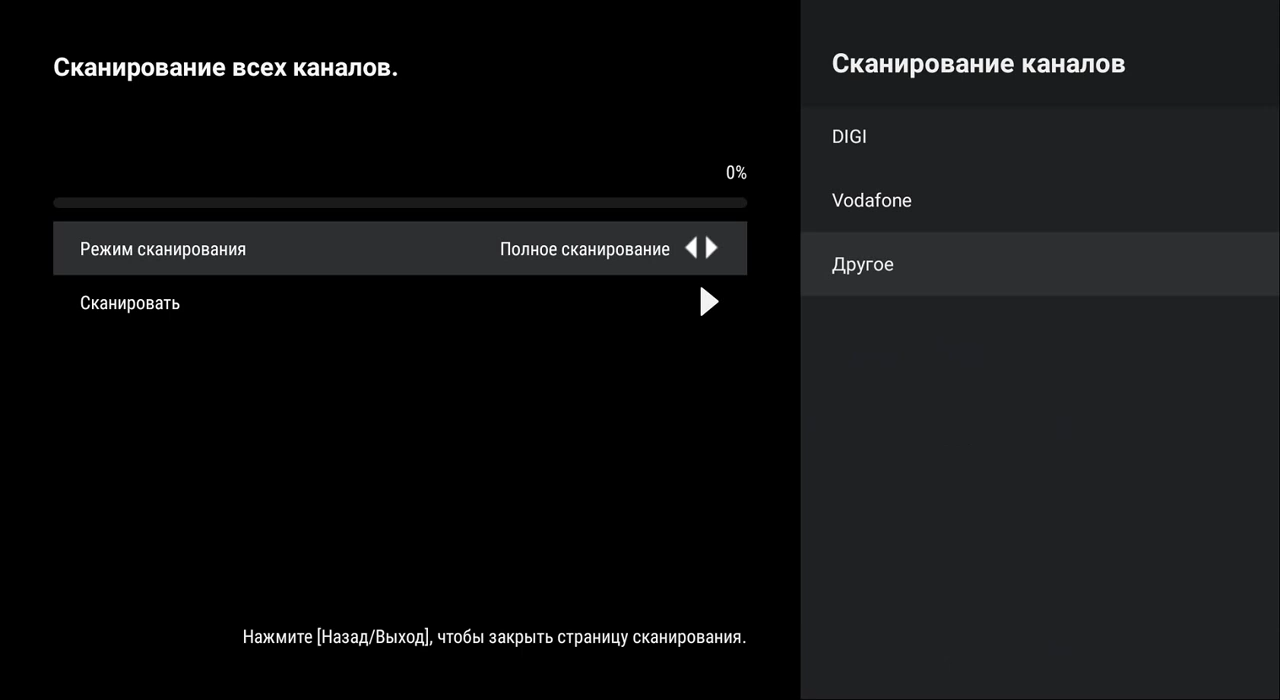 Сканирование всех каналов.
0%
Режим сканирования Полное сканирование
Сканировать
Нажмите [Назад/Выход], чтобы закрыть страницу сканирования.
Сканирование каналов
DIGI
Vodafone
Другое